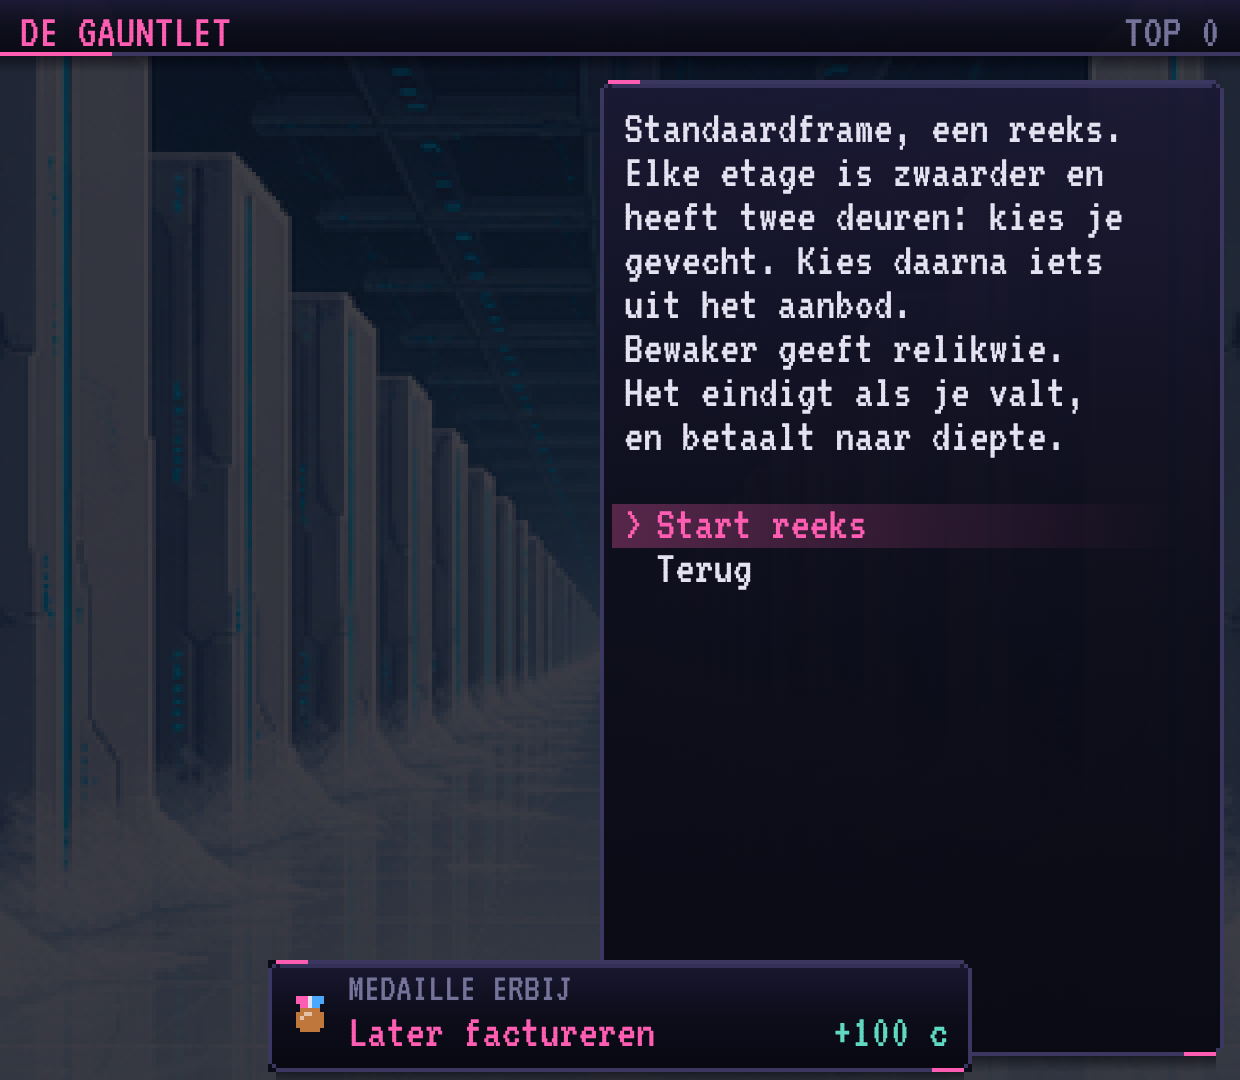 DE GAUNTLET
TOP 0
Standaardframe, een reeks.
Elke etage is zwaarder en
heeft twee deuren: kies je
gevecht. Kies daarna iets
uit het aanbod.
Bewaker geeft relikwie.
Het eindigt als je valt,
en betaalt naar diepte.
> Start reeks
Terug
MEDAILLE ERBIJ
Later factureren +100 c